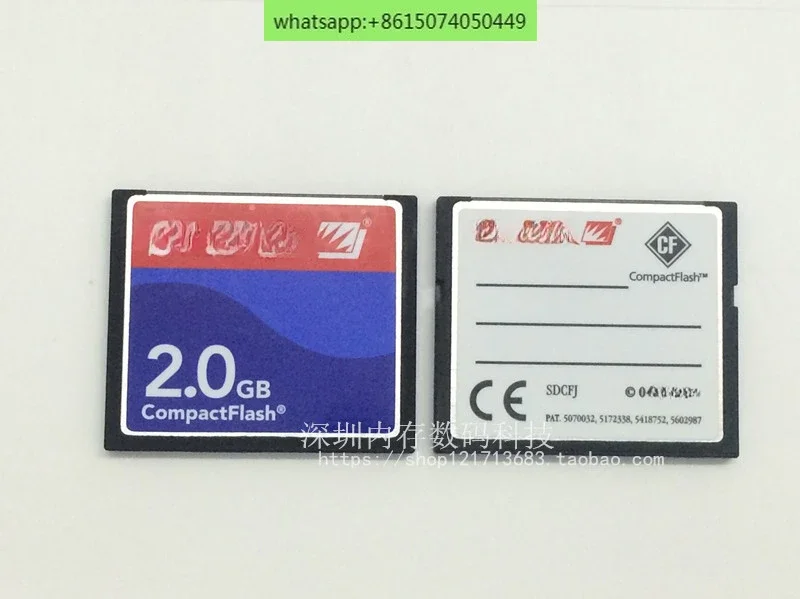 whatsapp:+8615074050449
®
2.0GB
CompactFlash®
®
CF
CompactFlash™
CE
SDCFJ
©
PAT. 5070032, 5172338, 5418752, 5602987
深圳内存数码科技
https://shop121713683.taobao.com